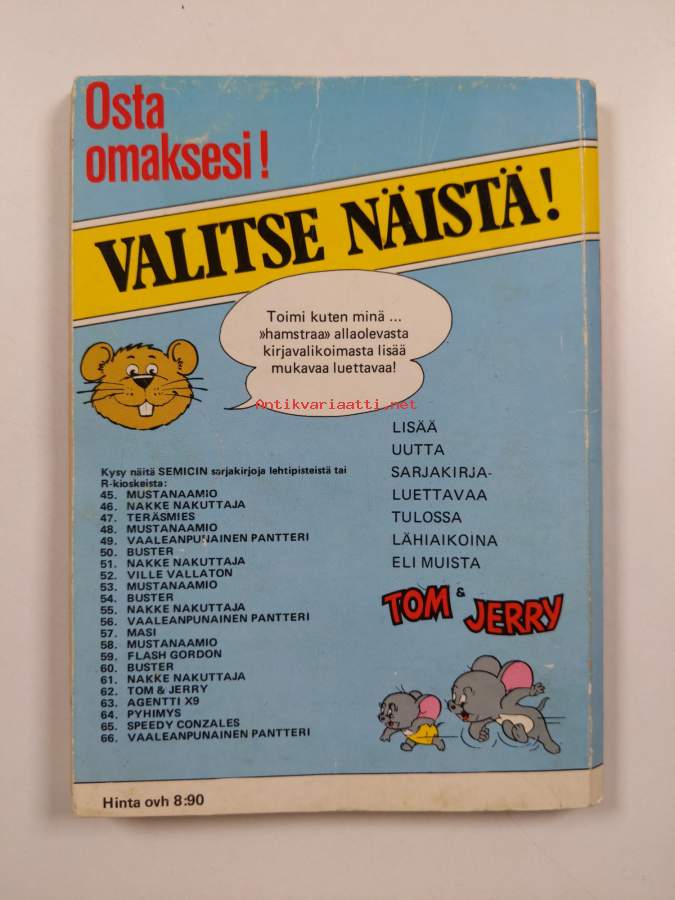 Osta
omaksesi!
VALITSE NÄISTÄ!
Toimi kuten minä ...
»hamstraa» allaolevasta
kirjavalikoimasta lisää
mukavaa luettavaa!
Antikvariaatti.net
Kysy näitä SEMICIN sarjakirjoja lehtipisteistä tai
R-kioskeista:
45. MUSTANAAMIO
46. NAKKE NAKUTTAJA
47. TERÄSMIES
48. MUSTANAAMIO
49. VAALEANPUNAINEN PANTTERI
50. BUSTER
51. NAKKE NAKUTTAJA
52. VILLE VALLATON
53. MUSTANAAMIO
54. BUSTER
55. NAKKE NAKUTTAJA
56. VAALEANPUNAINEN PANTTERI
57. MASI
58. MUSTANAAMIO
59. FLASH GORDON
60. BUSTER
61. NAKKE NAKUTTAJA
62. TOM & JERRY
63. AGENTTI X9
64. PYHIMYS
65. SPEEDY CONZALES
66. VAALEANPUNAINEN PANTTERI
LISÄÄ
UUTTA
SARJAKIRJA-
LUETTAVAA
TULOSSA
LÄHIAIKOINA
ELI MUISTA
TOM & JERRY
Hinta ovh 8:90